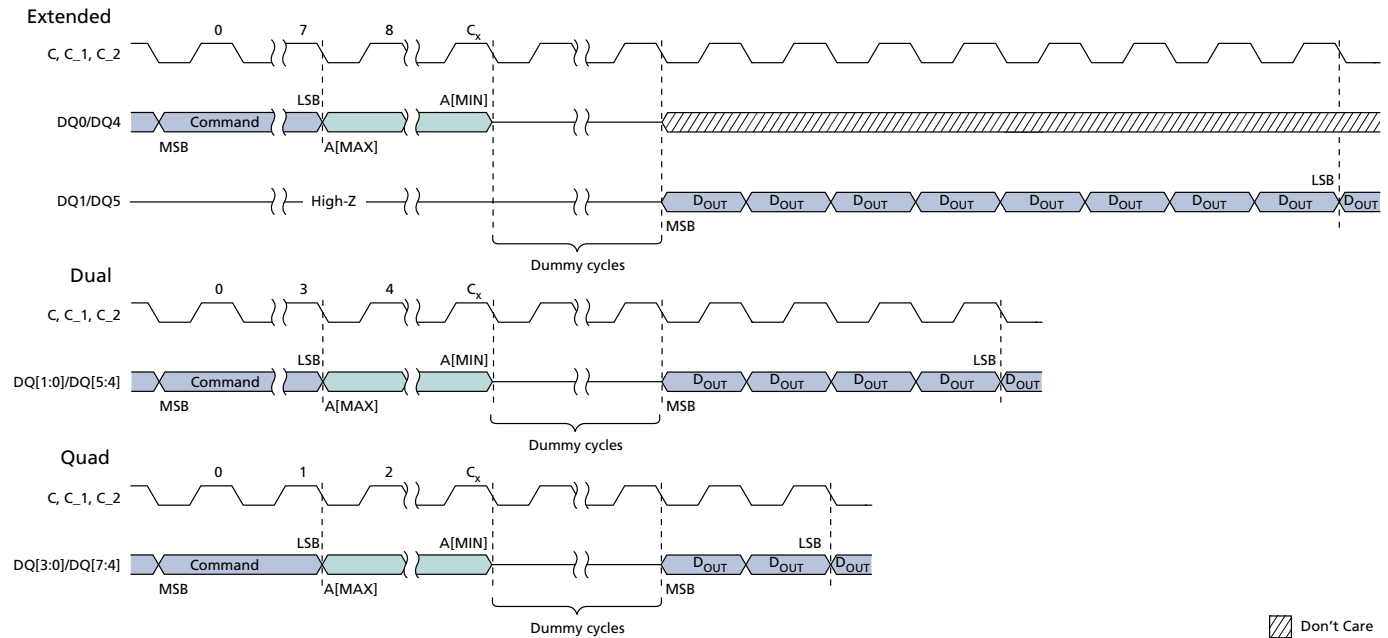 Extended
0 7 8 Cx
C, C_1, C_2
LSB A[MIN]
DQ0/DQ4 Command
MSB A[MAX]
LSB
DQ1/DQ5 High-Z DOUT DOUT DOUT DOUT DOUT DOUT DOUT DOUT DOUT
MSB
Dummy cycles
Dual
0 3 4 Cx
C, C_1, C_2
LSB A[MIN] LSB
DQ[1:0]/DQ[5:4] Command DOUT DOUT DOUT DOUT DOUT
MSB A[MAX] MSB
Dummy cycles
Quad
0 1 2 Cx
C, C_1, C_2
LSB A[MIN] LSB
DQ[3:0]/DQ[7:4] Command DOUT DOUT DOUT
MSB A[MAX] MSB
Dummy cycles
Don't Care